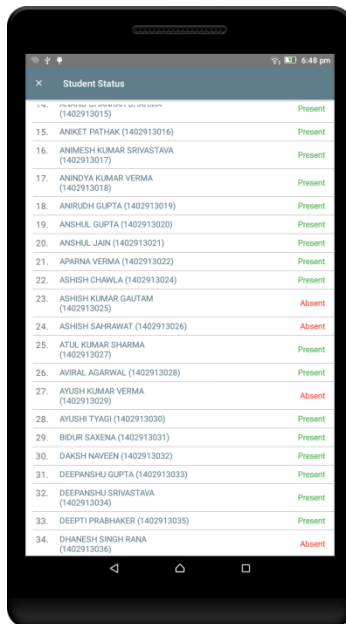 6:48 pm
× Student Status
14. ANAND SHANKAR SHARMA Present
(1402913015)
15. ANIKET PATHAK (1402913016) Present
16. ANIMESH KUMAR SRIVASTAVA Present
(1402913017)
17. ANINDYA KUMAR VERMA Present
(1402913018)
18. ANIRUDH GUPTA (1402913019) Present
19. ANSHUL GUPTA (1402913020) Present
20. ANSHUL JAIN (1402913021) Present
21. APARNA VERMA (1402913022) Present
22. ASHISH CHAWLA (1402913024) Present
23. ASHISH KUMAR GAUTAM Absent
(1402913025)
24. ASHISH SAHRAWAT (1402913026) Absent
25. ATUL KUMAR SHARMA Present
(1402913027)
26. AVIRAL AGARWAL (1402913028) Present
27. AYUSH KUMAR VERMA Absent
(1402913029)
28. AYUSHI TYAGI (1402913030) Present
29. BIDUR SAXENA (1402913031) Present
30. DAKSH NAVEEN (1402913032) Present
31. DEEPANSHU GUPTA (1402913033) Present
32. DEEPANSHU SRIVASTAVA Present
(1402913034)
33. DEEPTI PRABHAKER (1402913035) Present
34. DHANESH SINGH RANA Absent
(1402913036)